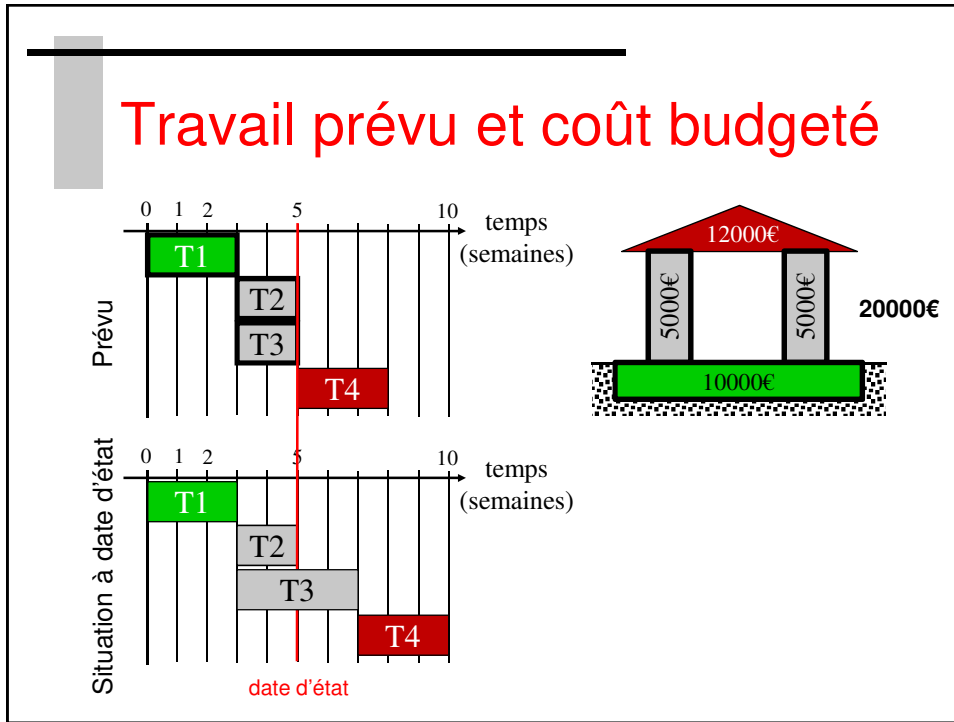 Travail prévu et coût budgeté
0 1 2 5 10 temps
(semaines)
T1
T2
T3
T4
Prévu
12000€
5000€ 5000€
20000€
10000€
0 1 2 5 10 temps
(semaines)
T1
T2
T3
T4
Situation à date d'état
date d'état